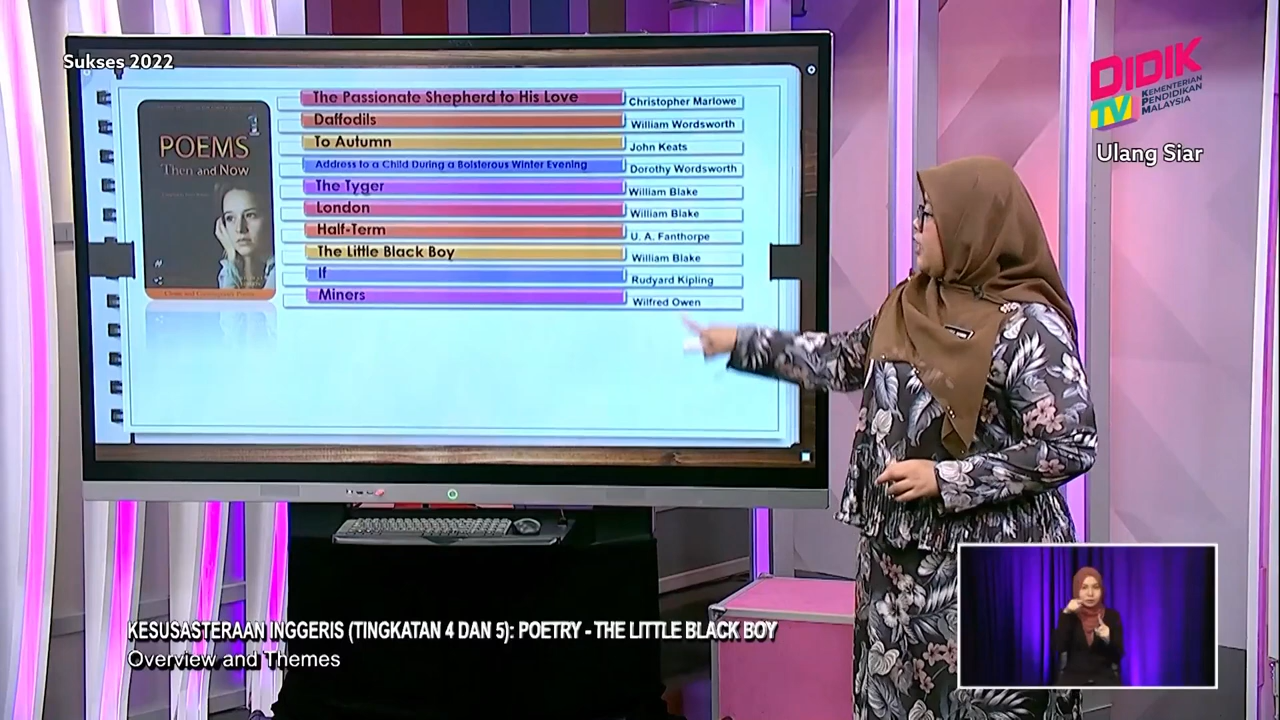 Sukses 2022
DIDIK
TV
KEMENTERIAN
PENDIDIKAN
MALAYSIA
Ulang Siar
POEMS
Then and Now
The Passionate Shepherd to His Love
Christopher Marlowe
Daffodils
William Wordsworth
To Autumn
John Keats
Address to a Child During a Boisterous Winter Evening
Dorothy Wordsworth
The Tyger
William Blake
London
William Blake
Half-Term
U. A. Fanthorpe
The Little Black Boy
William Blake
If
Rudyard Kipling
Miners
Wilfred Owen
KESUSASTERAAN INGGERIS (TINGKATAN 4 DAN 5): POETRY - THE LITTLE BLACK BOY
Overview and Themes